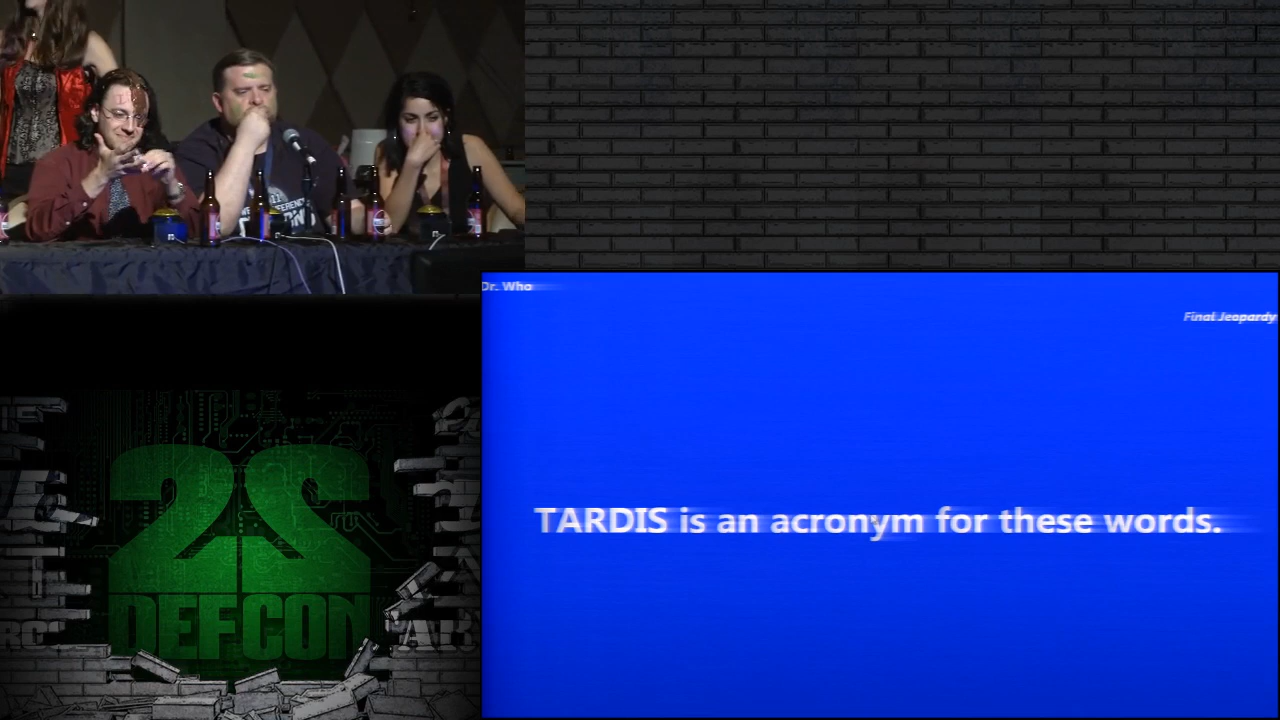 Dr. Who
Final Jeopardy
TARDIS is an acronym for these words.
22
DEFCON